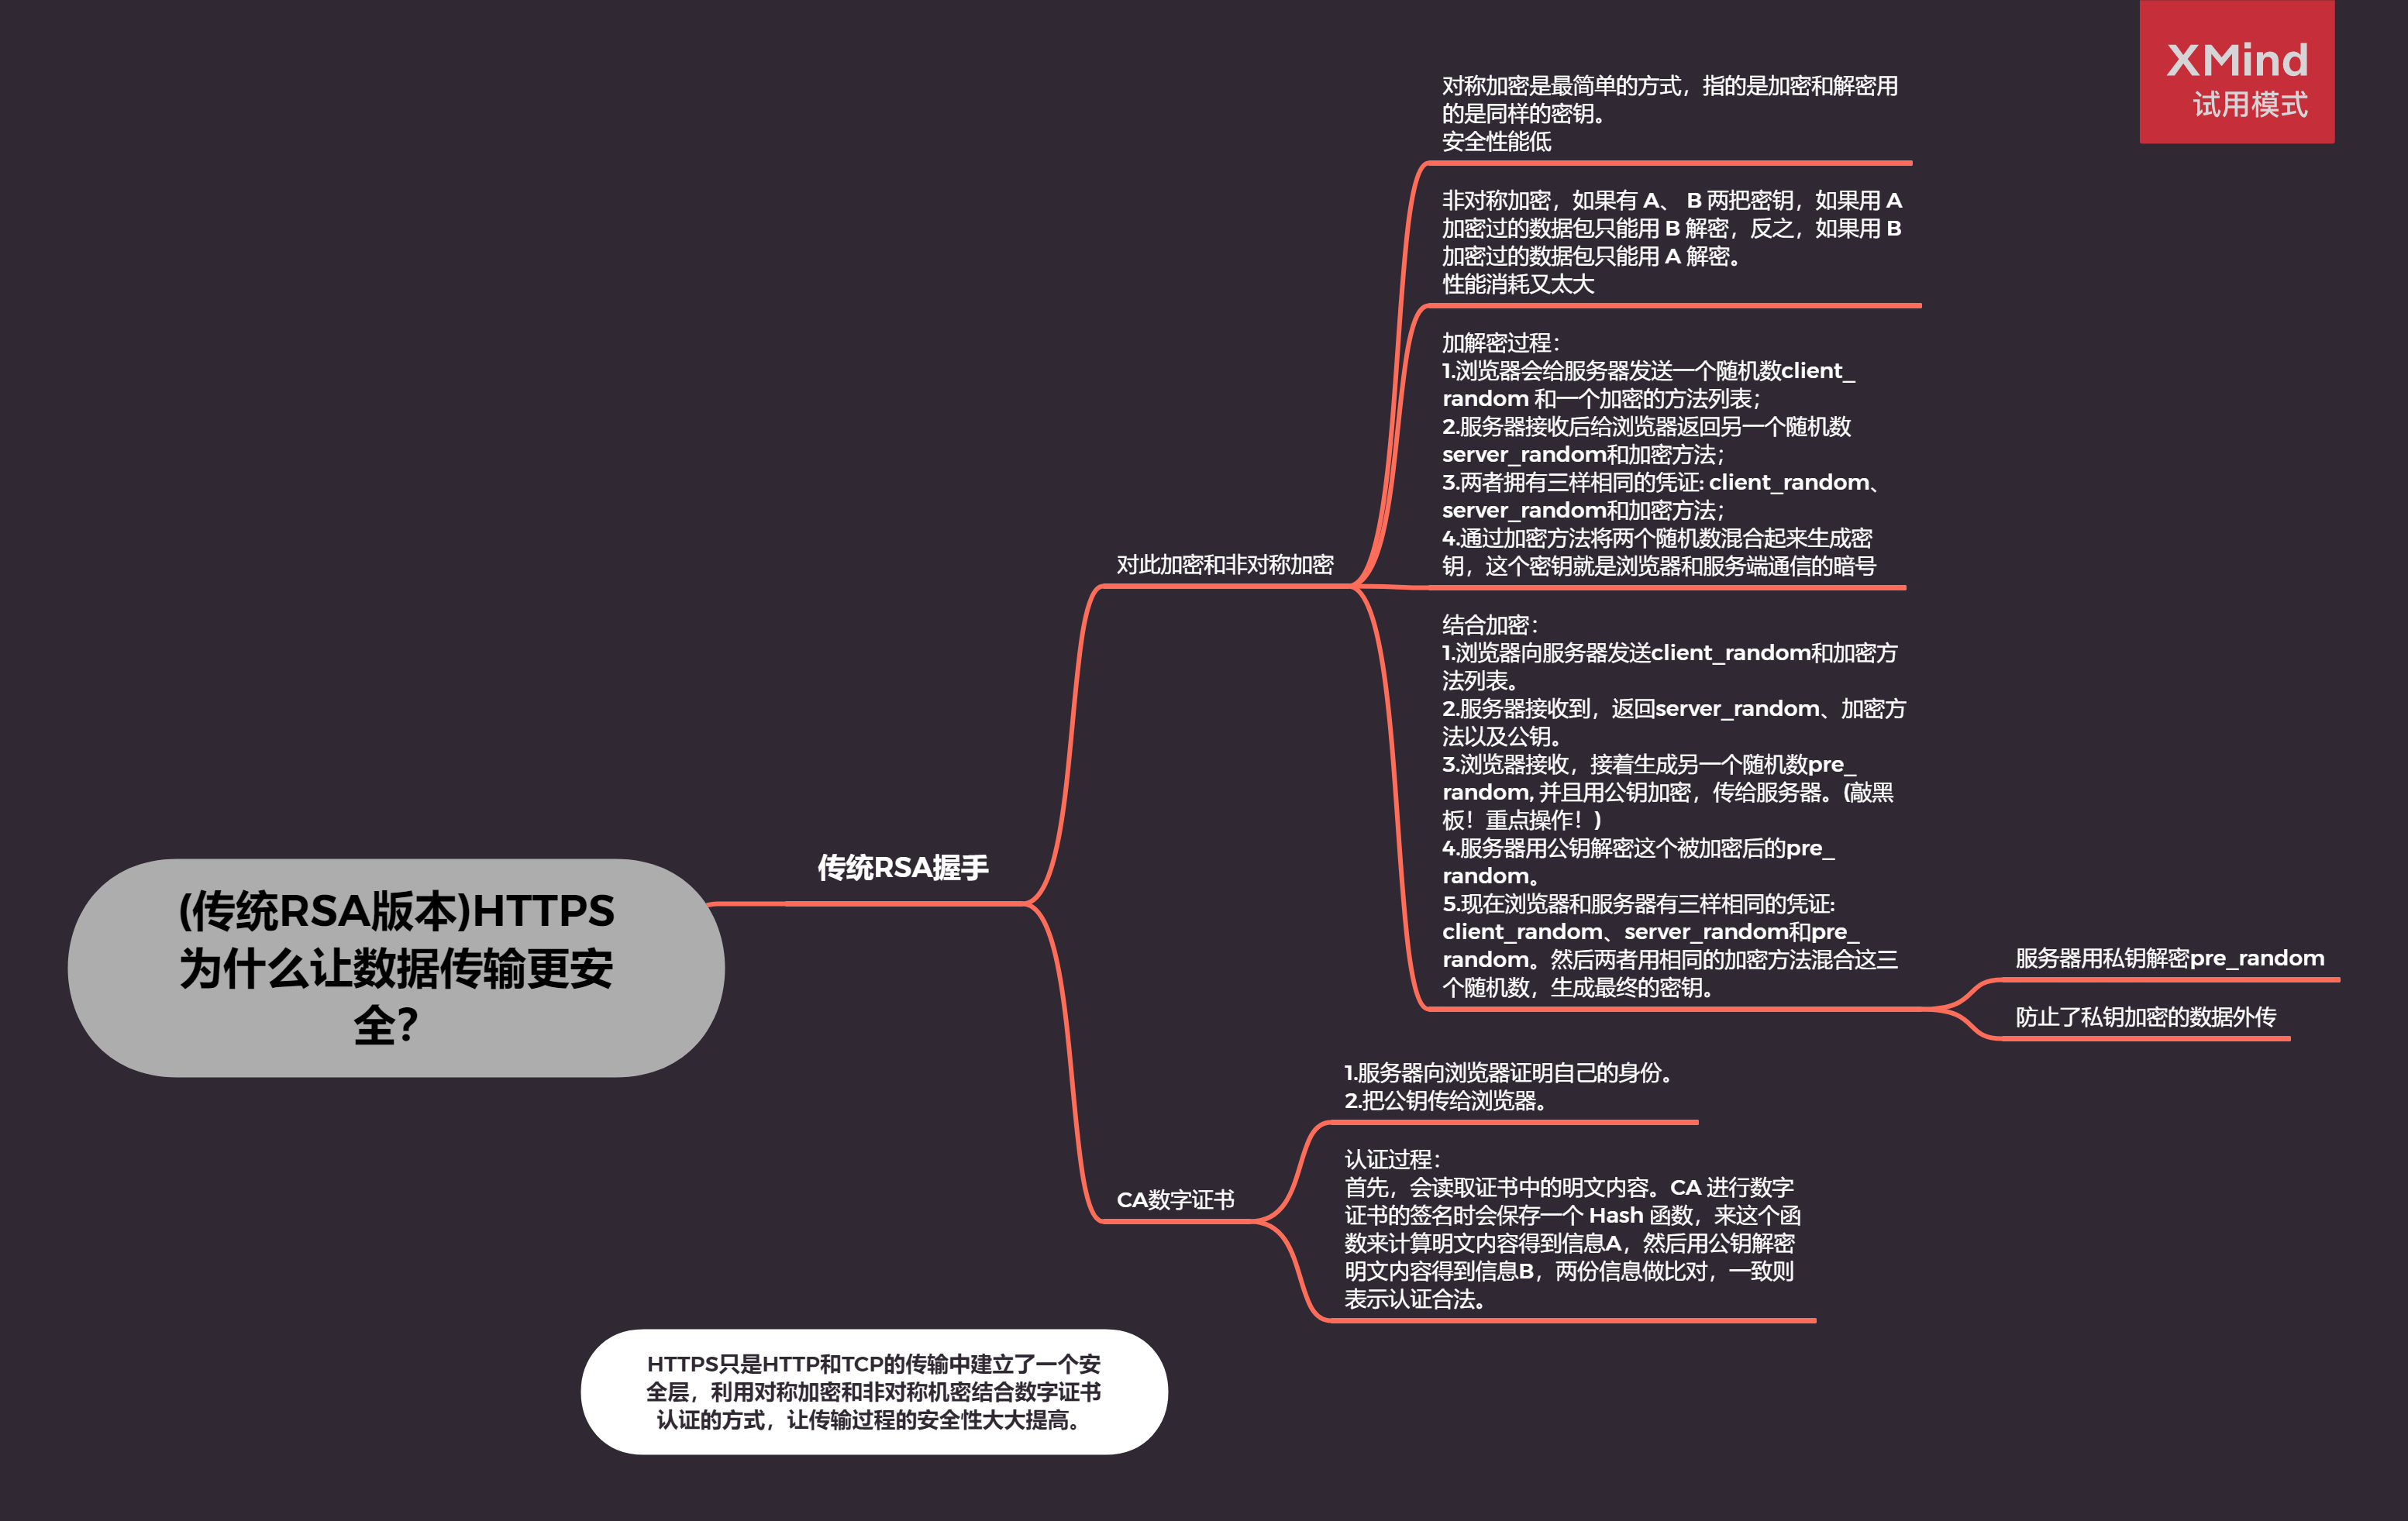 XMind
试用模式
对称加密是最简单的方式，指的是加密和解密用
的是同样的密钥。
安全性能低
非对称加密，如果有 A、 B 两把密钥，如果用 A
加密过的数据包只能用 B 解密，反之，如果用 B
加密过的数据包只能用 A 解密。
性能消耗又太大
加解密过程：
1.浏览器会给服务器发送一个随机数client_
random 和一个加密的方法列表；
2.服务器接收后给浏览器返回另一个随机数
server_random和加密方法；
3.两者拥有三样相同的凭证: client_random、
server_random和加密方法；
4.通过加密方法将两个随机数混合起来生成密
钥，这个密钥就是浏览器和服务端通信的暗号
对此加密和非对称加密
结合加密：
1.浏览器向服务器发送client_random和加密方
法列表。
2.服务器接收到，返回server_random、加密方
法以及公钥。
3.浏览器接收，接着生成另一个随机数pre_
random, 并且用公钥加密，传给服务器。(敲黑
板！重点操作！)
4.服务器用公钥解密这个被加密后的pre_
random。
5.现在浏览器和服务器有三样相同的凭证:
client_random、server_random和pre_
random。然后两者用相同的加密方法混合这三
个随机数，生成最终的密钥。
服务器用私钥解密pre_random
防止了私钥加密的数据外传
传统RSA握手
(传统RSA版本)HTTPS
为什么让数据传输更安
全？
1.服务器向浏览器证明自己的身份。
2.把公钥传给浏览器。
CA数字证书
认证过程：
首先，会读取证书中的明文内容。CA 进行数字
证书的签名时会保存一个 Hash 函数，来这个函
数来计算明文内容得到信息A，然后用公钥解密
明文内容得到信息B，两份信息做比对，一致则
表示认证合法。
HTTPS只是HTTP和TCP的传输中建立了一个安
全层，利用对称加密和非对称机密结合数字证书
认证的方式，让传输过程的安全性大大提高。